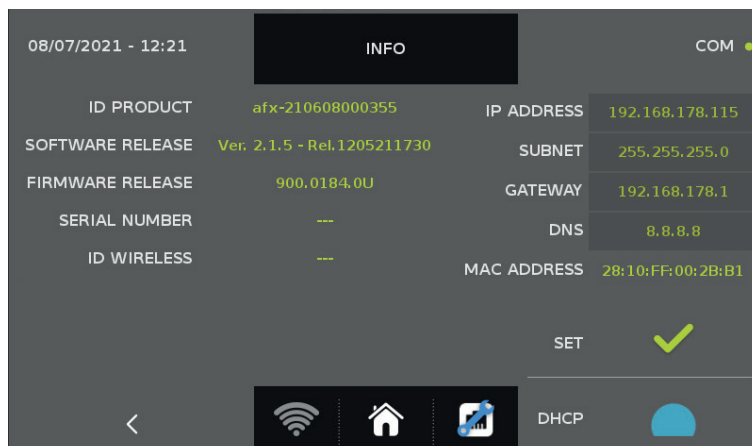 08/07/2021 - 12:21
INFO
COM
ID PRODUCT afx-210608000355
SOFTWARE RELEASE Ver. 2.1.5 - Rel.1205211730
FIRMWARE RELEASE 900.0184.0U
SERIAL NUMBER ---
ID WIRELESS ---
IP ADDRESS 192.168.178.115
SUBNET 255.255.255.0
GATEWAY 192.168.178.1
DNS 8.8.8.8
MAC ADDRESS 28:10:FF:00:2B:B1
SET
DHCP